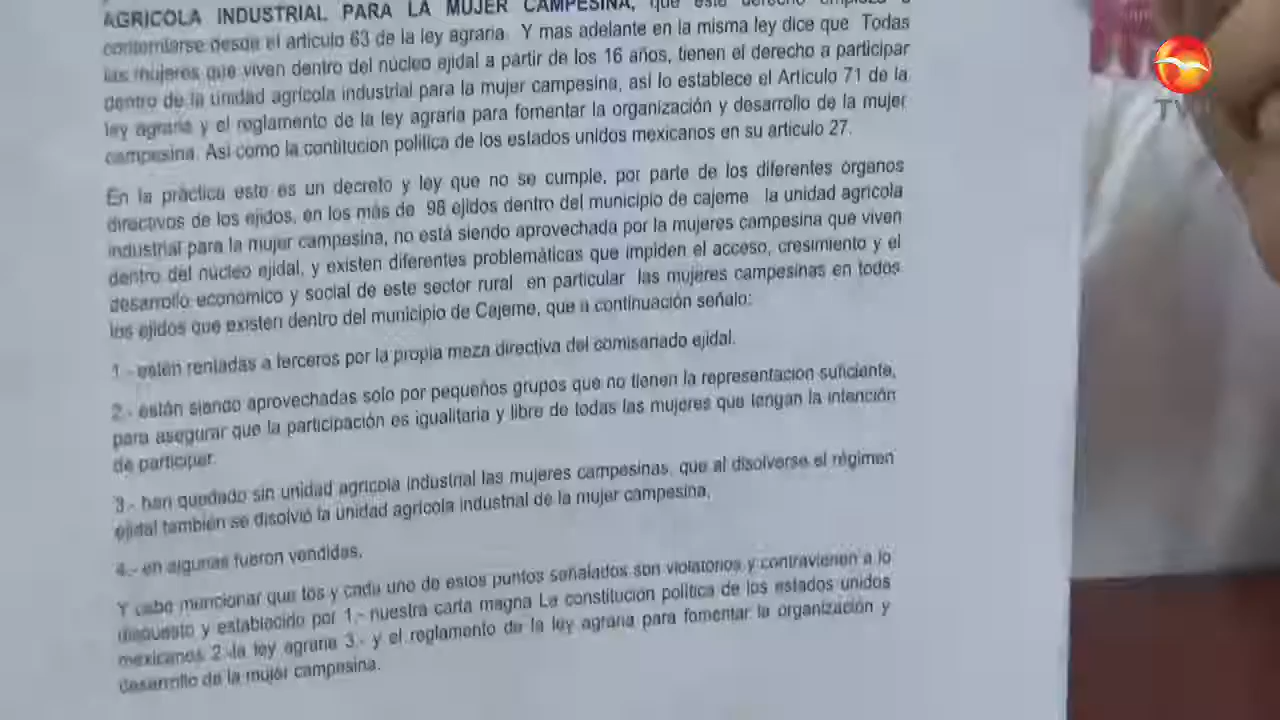 AGRICOLA INDUSTRIAL PARA LA MUJER CAMPESINA, que este derecho empieza a
contemlarse desde el articulo 63 de la ley agraria. Y mas adelante en la misma ley dice que Todas
las mujeres que viven dentro del núcleo ejidal a partir de los 16 años, tienen el derecho a participar
dentro de la unidad agrícola industrial para la mujer campesina, asi lo establece el Articulo 71 de la
ley agraria y el reglamento de la ley agraria para fomentar la organización y desarrollo de la mujer
campesina. Asi como la contitucion politica de los estados unidos mexicanos en su articulo 27.
En la pràctica este es un decreto y ley que no se cumple, por parte de los diferentes òrganos
directivos de los ejidos, en los más de 98 ejidos dentro del municipio de cajeme la unidad agricola
industrial para la mujer campesina, no está siendo aprovechada por la mujeres campesina que viven
dentro del núcleo ejidal, y existen diferentes problemáticas que impiden el acceso, cresimiento y el
desarrollo económico y social de este sector rural en particular las mujeres campesinas en todos
los ejidos que existen dentro del municipio de Cajeme, que a continuación señalo:
1.- estén rentadas a terceros por la propia meza directiva del comisariado ejidal.
2.- están siendo aprovechadas solo por pequeños grupos que no tienen la representación suficiente,
para asegurar que la participación es igualitaria y libre de todas las mujeres que tengan la intención
de participar.
3.- han quedado sin unidad agricola industrial las mujeres campesinas, que al disolverse el règimen
ejidal también se disolvió la unidad agrícola industrial de la mujer campesina,
4.- en algunas fueron vendidas.
Y cabe mencionar que tos y cada uno de estos puntos señalados son violatorios y contravienen a lo
dispuesto y establecido por 1.- nuestra carta magna La constitución política de los estados unidos
mexicanos 2.-la ley agraria 3.- y el reglamento de la ley agraria para fomentar la organización y
desarrollo de la mujer campesina.